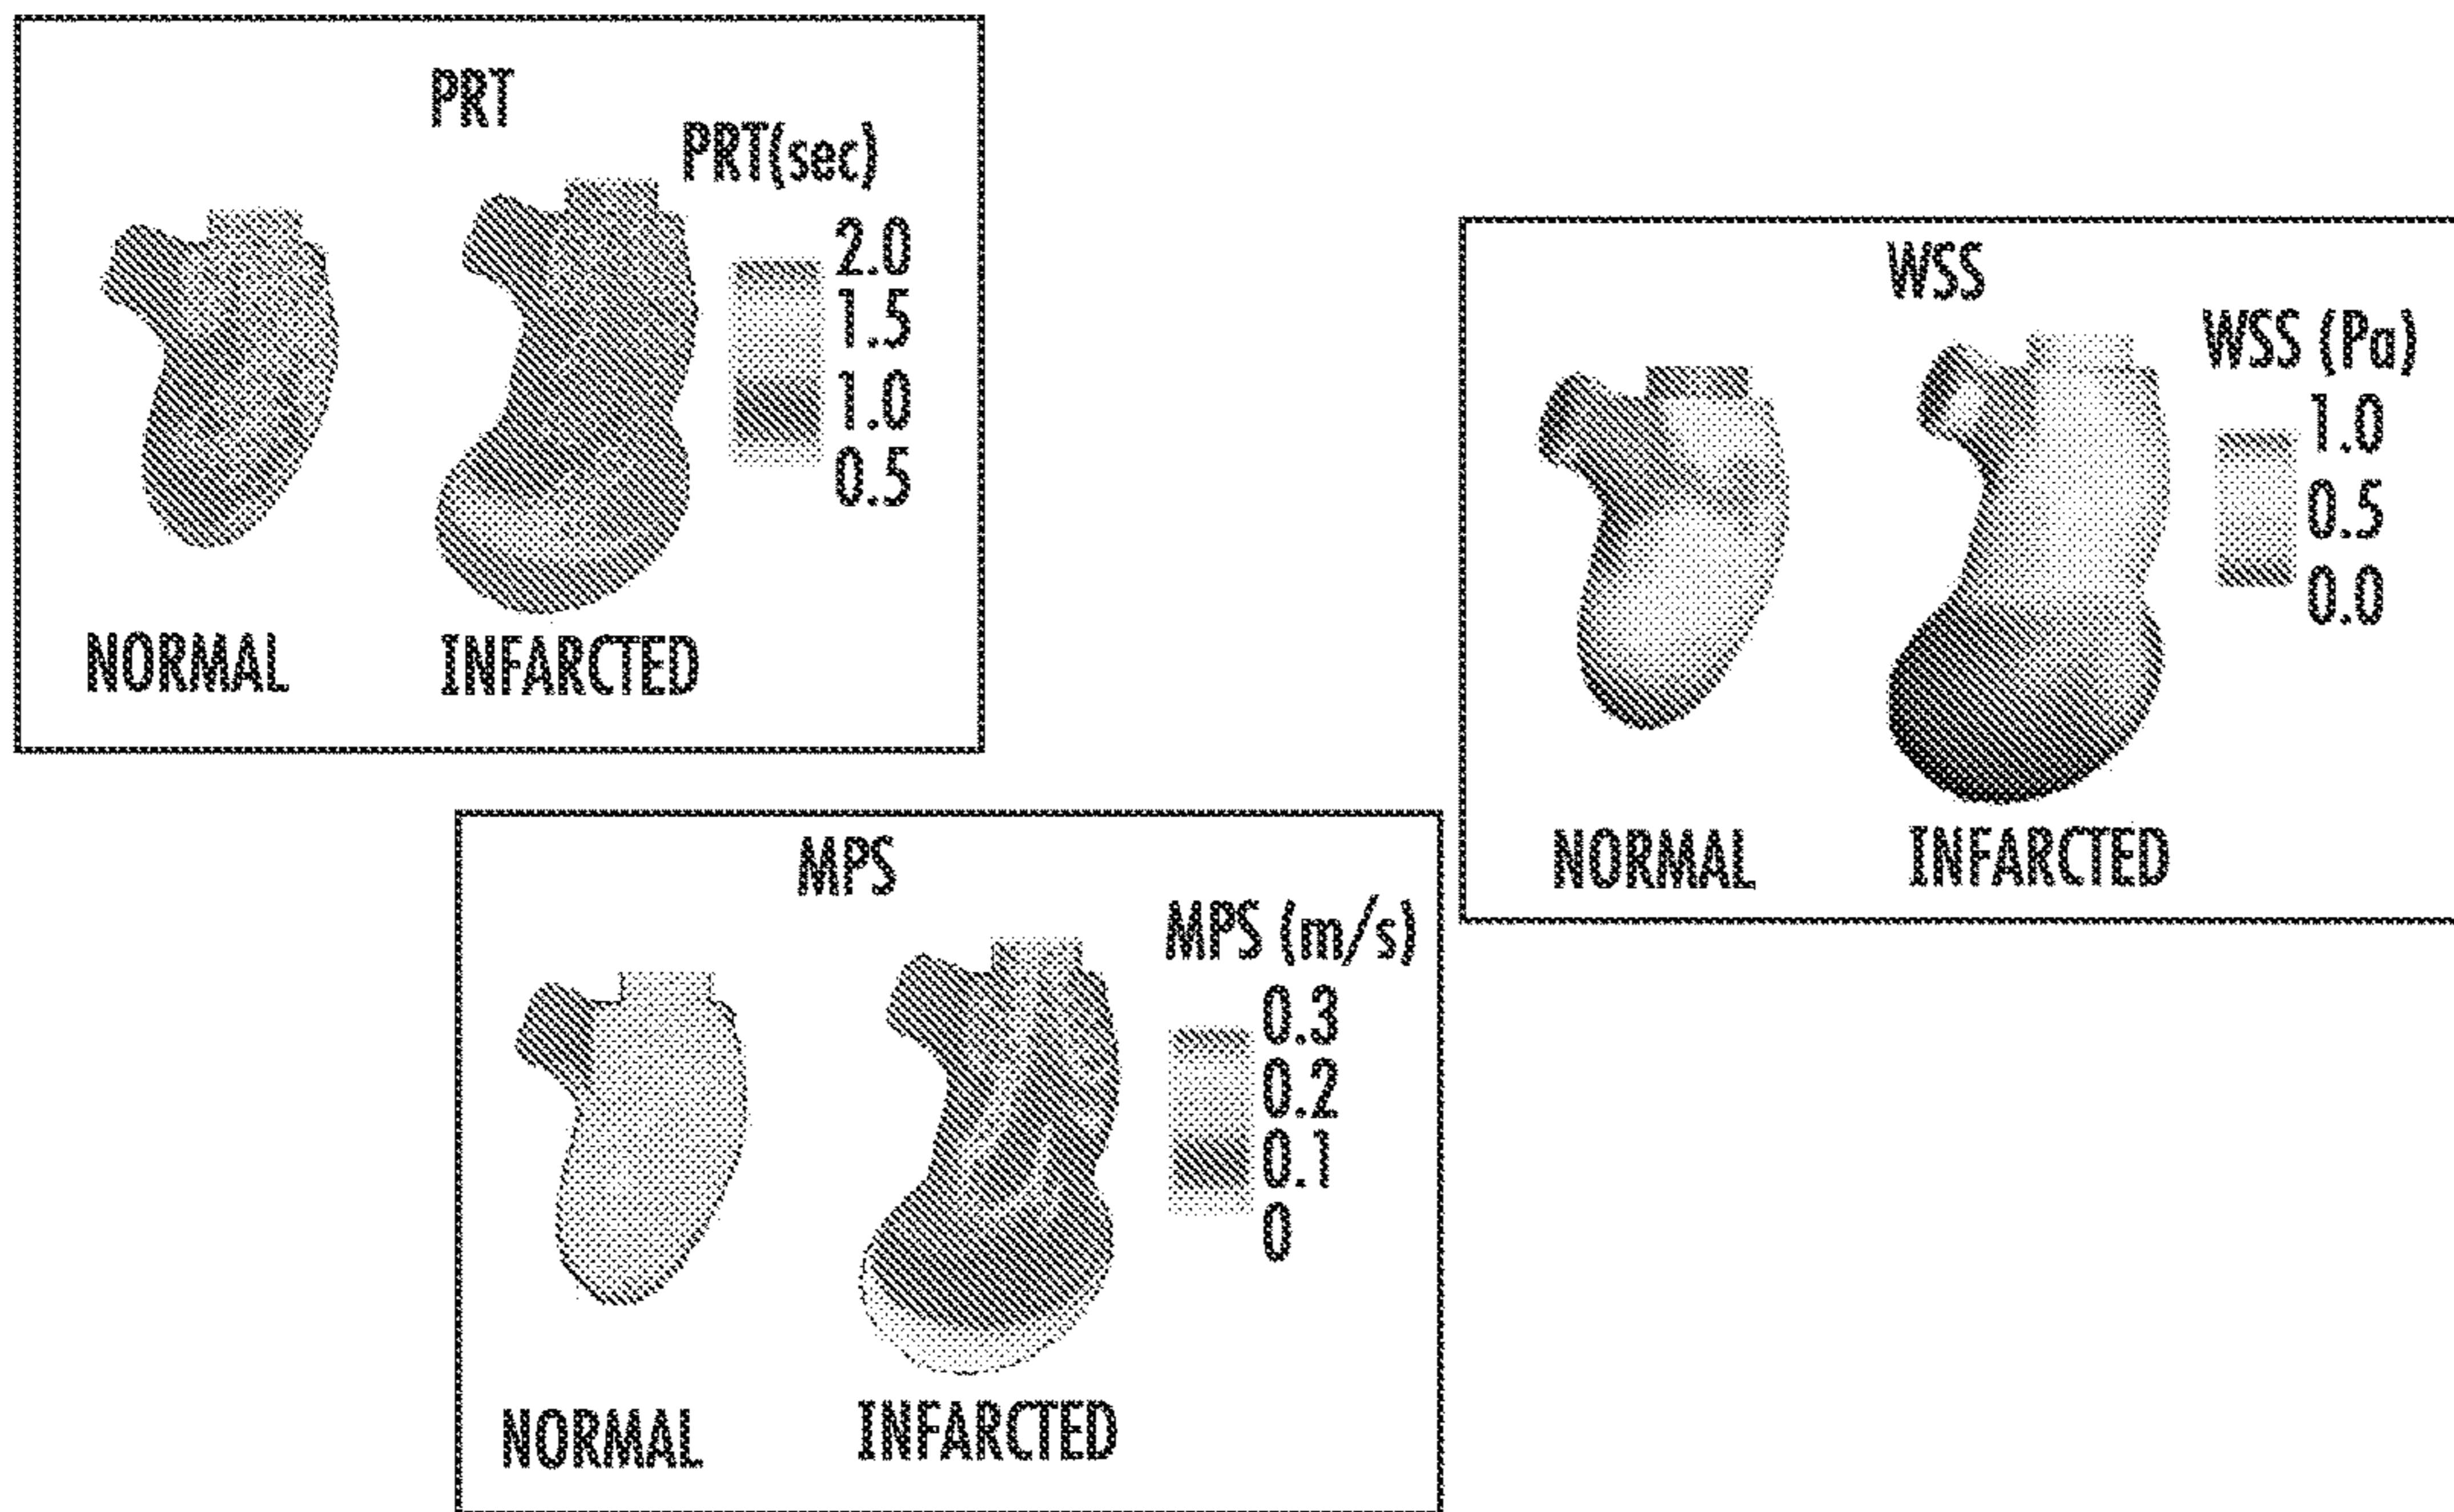 PRT
PRT(sec)
2.0
1.5
1.0
0.5
NORMAL
INFARCTED
WSS
WSS (Pa)
1.0
0.5
0.0
NORMAL
INFARCTED
MPS
MPS (m/s)
0.3
0.2
0.1
0
NORMAL
INFARCTED